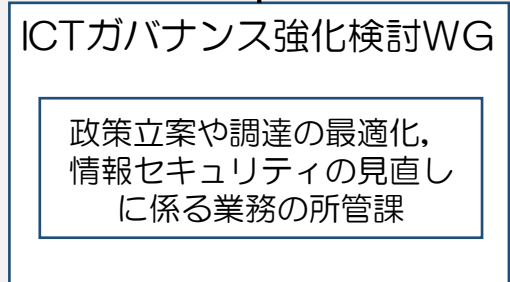 ICTガバナンス強化検討WG
政策立案や調達の最適化，
情報セキュリティの見直し
に係る業務の所管課